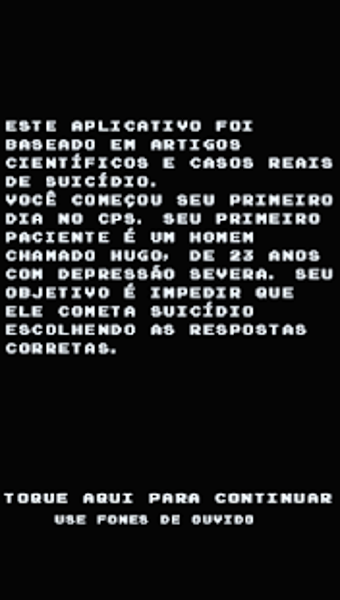 ESTE APLICATIVO FOI
BASEADO EM ARTIGOS
CIENTÍFICOS E CASOS REAIS
DE SUICÍDIO.
VOCÊ COMEÇOU SEU PRIMEIRO
DIA NO CPS. SEU PRIMEIRO
PACIENTE É UM HOMEM
CHAMADO HUGO, DE 23 ANOS
COM DEPRESSÃO SEVERA. SEU
OBJETIVO É IMPEDIR QUE
ELE COMETA SUICÍDIO
ESCOLHENDO AS RESPOSTAS
CORRETAS.
TOQUE AQUI PARA CONTINUAR
USE FONES DE OUVIDO